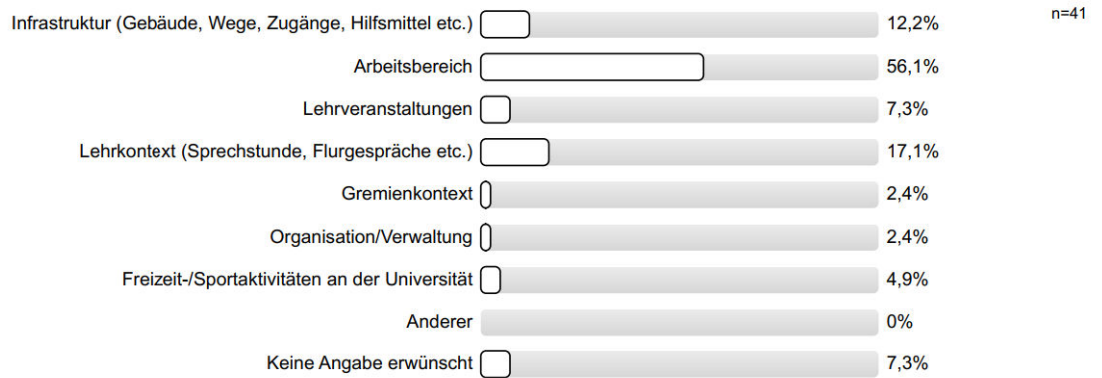 Infrastruktur (Gebäude, Wege, Zugänge, Hilfsmittel etc.) 12,2% n=41
Arbeitsbereich 56,1%
Lehrveranstaltungen 7,3%
Lehrkontext (Sprechstunde, Flurgespräche etc.) 17,1%
Gremienkontext 2,4%
Organisation/Verwaltung 2,4%
Freizeit-/Sportaktivitäten an der Universität 4,9%
Anderer 0%
Keine Angabe erwünscht 7,3%